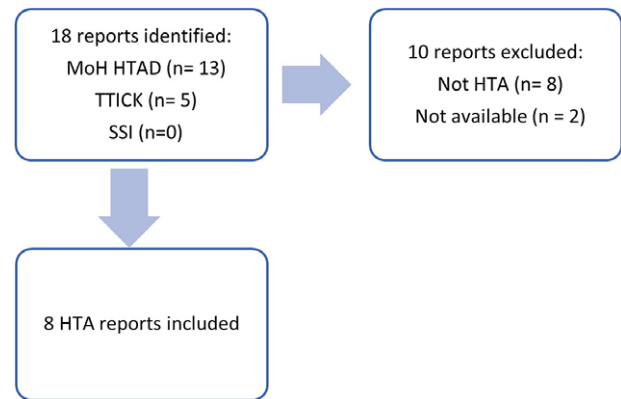 18 reports identified:
MoH HTAD (n= 13)
TTICK (n= 5)
SSI (n=0)
10 reports excluded:
Not HTA (n= 8)
Not available (n = 2)
8 HTA reports included